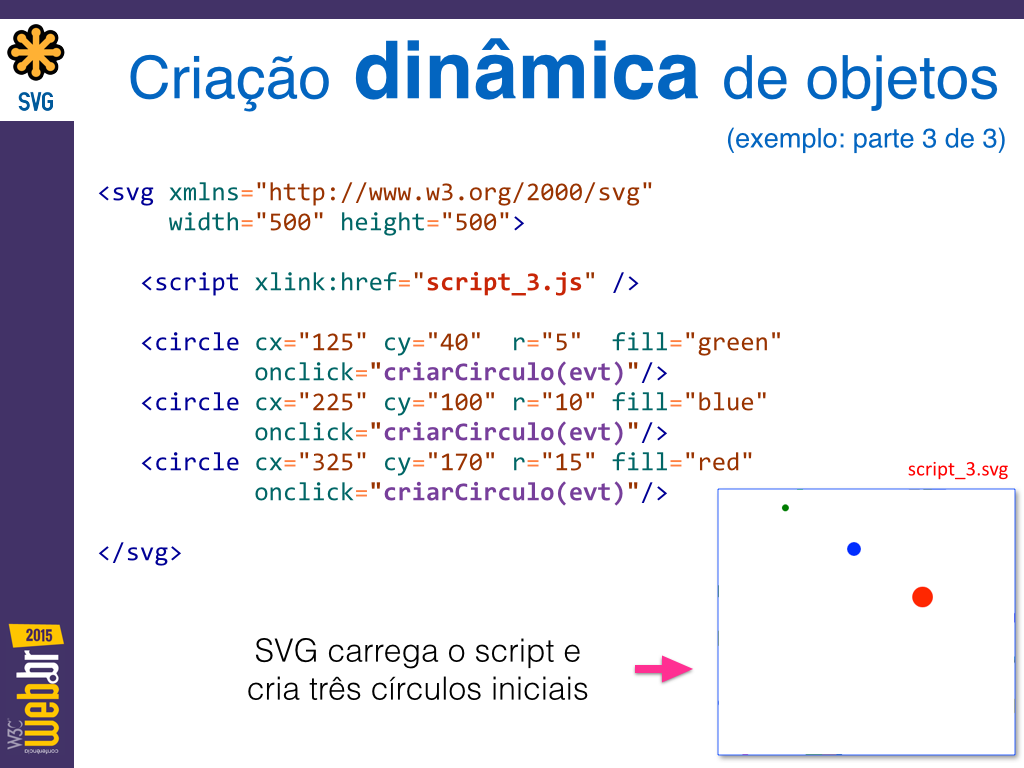 SVG
Criação dinâmica de objetos
(exemplo: parte 3 de 3)
<svg xmlns="http://www.w3.org/2000/svg"
width="500" height="500">
<script xlink:href="script_3.js" />
<circle cx="125" cy="40" r="5" fill="green"
onclick="criarCirculo(evt)"/>
<circle cx="225" cy="100" r="10" fill="blue"
onclick="criarCirculo(evt)"/>
<circle cx="325" cy="170" r="15" fill="red"
onclick="criarCirculo(evt)"/>
</svg>
script_3.svg
SVG carrega o script e
cria três círculos iniciais
2015
W3C
web.br
conferência